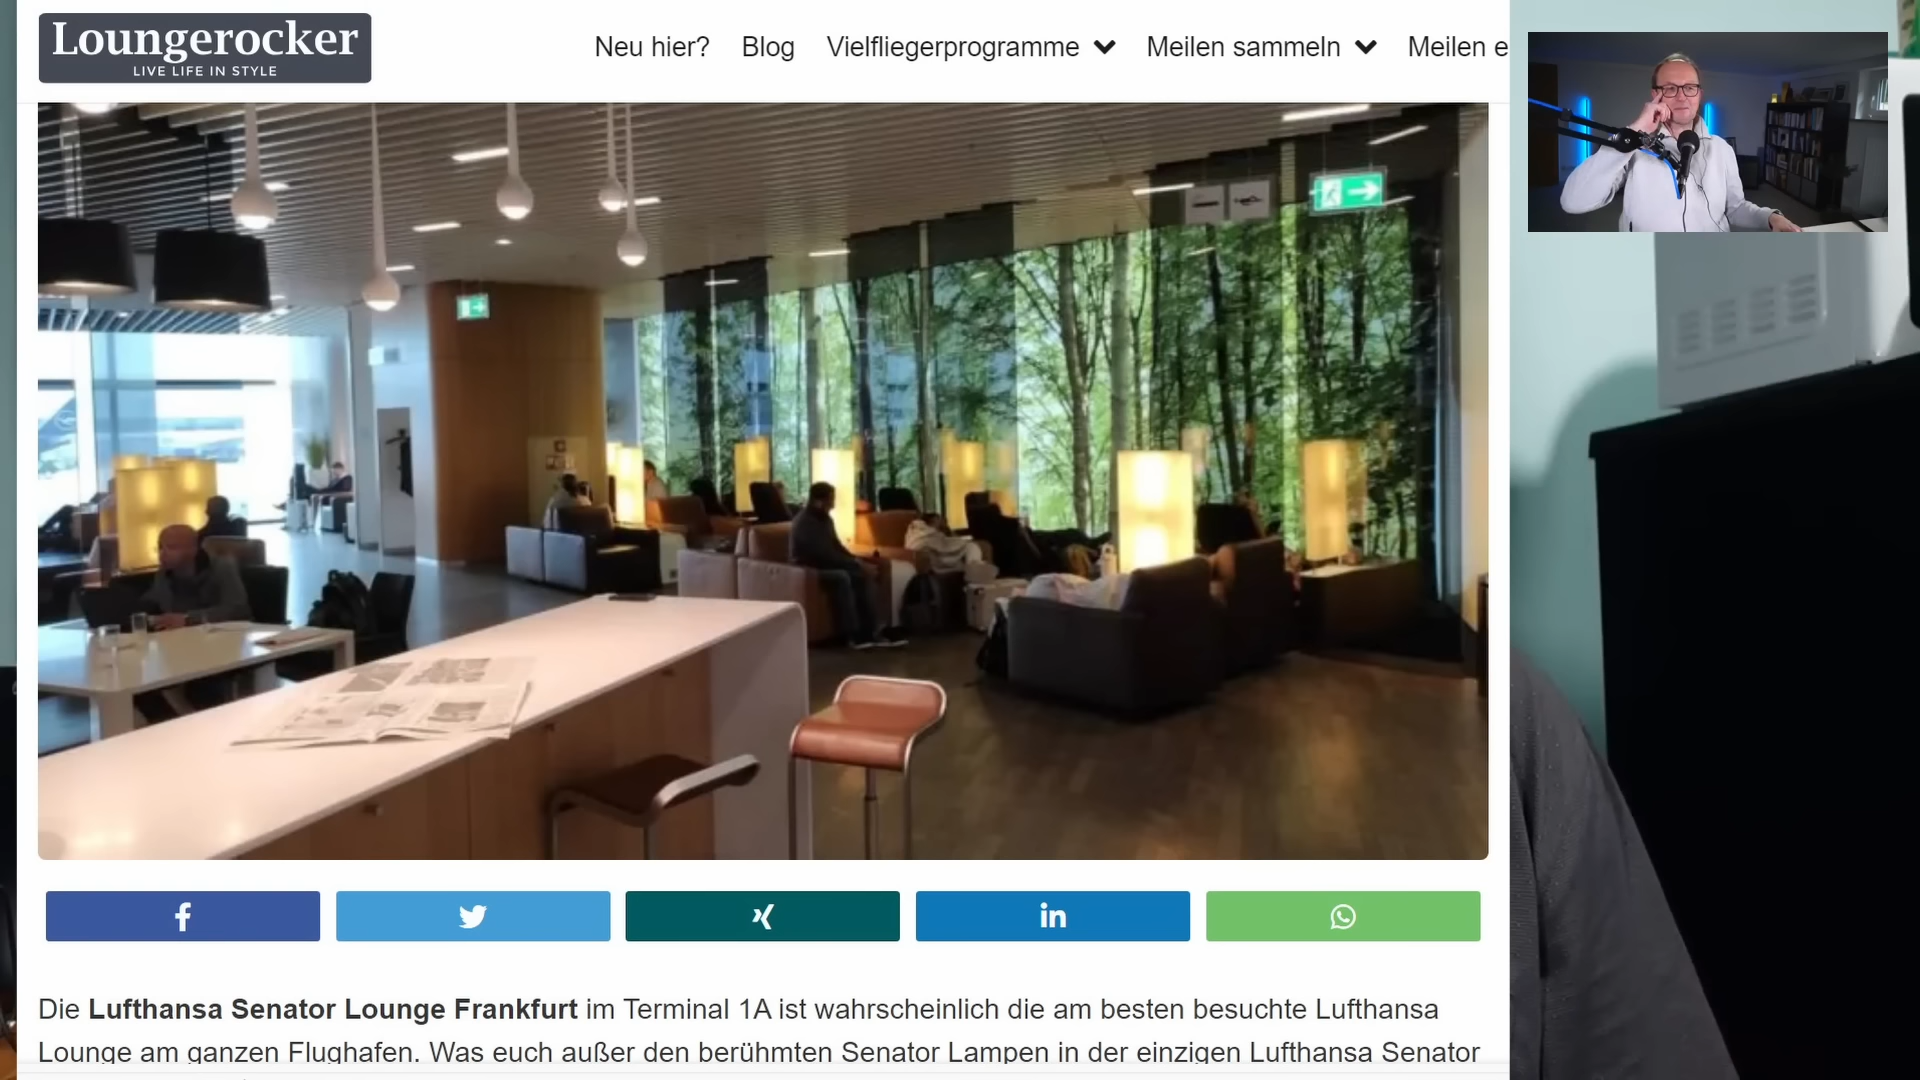 Loungerocker
LIVE LIFE IN STYLE
Neu hier? Blog Vielfliegerprogramme Meilen sammeln Meilen e
Die Lufthansa Senator Lounge Frankfurt im Terminal 1A ist wahrscheinlich die am besten besuchte Lufthansa
Lounge am ganzen Flughafen. Was euch außer den berühmten Senator Lampen in der einzigen Lufthansa Senator